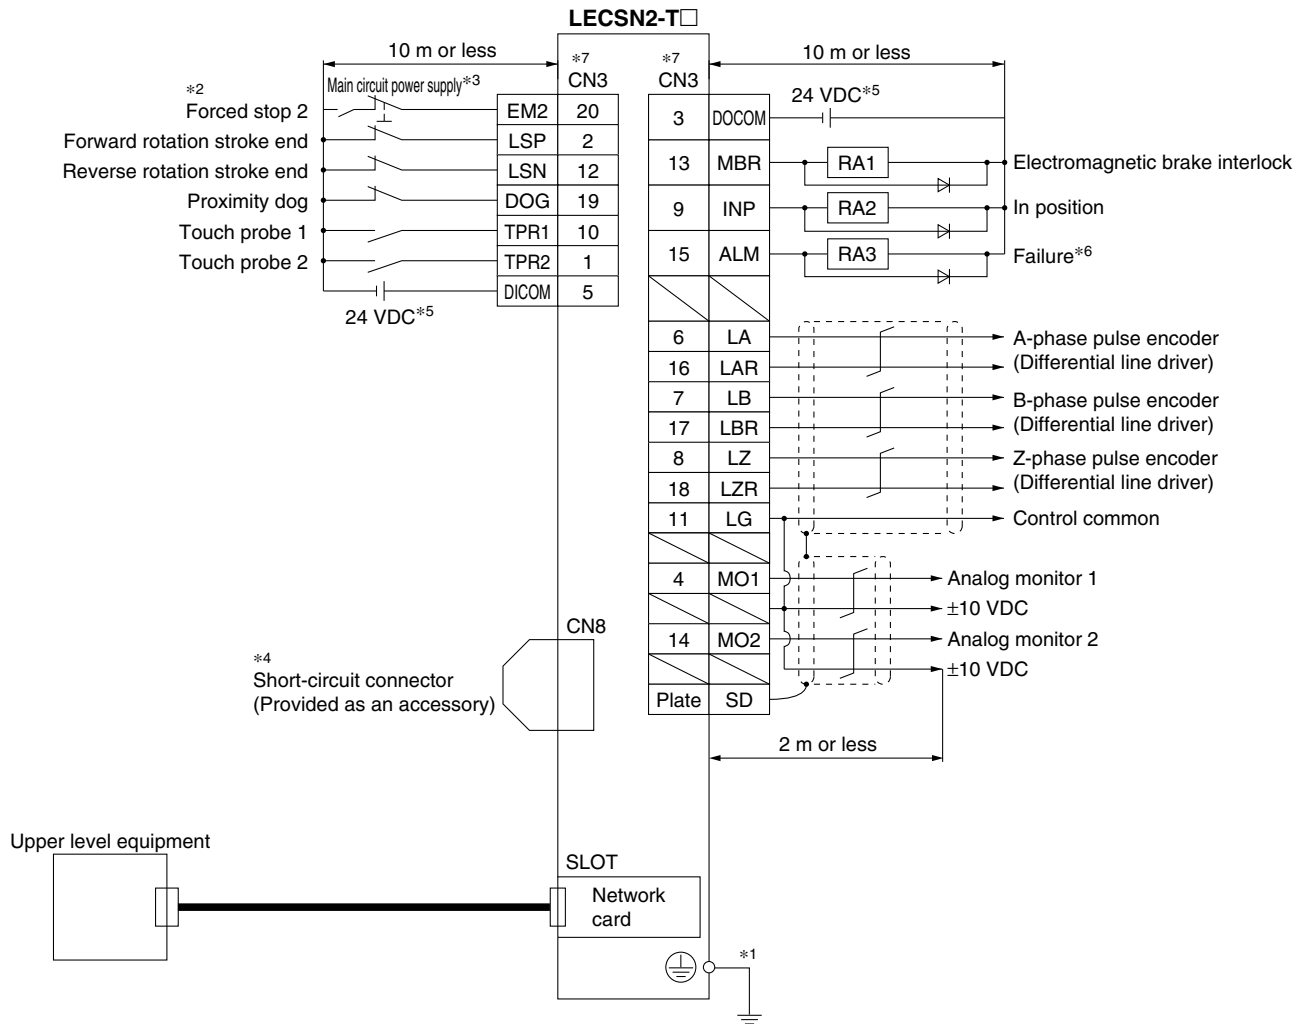 LECSN2-T□
10 m or less
10 m or less
*7
CN3
*7
CN3
*2
Main circuit power supply*3
Forced stop 2
EM2 20
Forward rotation stroke end
LSP 2
Reverse rotation stroke end
LSN 12
Proximity dog
DOG 19
Touch probe 1
TPR1 10
Touch probe 2
TPR2 1
DICOM 5
24 VDC*5
24 VDC*5
3 DOCOM
13 MBR RA1 Electromagnetic brake interlock
9 INP RA2 In position
15 ALM RA3 Failure*6
6 LA
A-phase pulse encoder
(Differential line driver)
16 LAR
7 LB
B-phase pulse encoder
(Differential line driver)
17 LBR
8 LZ
Z-phase pulse encoder
(Differential line driver)
18 LZR
11 LG Control common
4 MO1 Analog monitor 1
±10 VDC
14 MO2 Analog monitor 2
±10 VDC
Plate SD
2 m or less
CN8
*4
Short-circuit connector
(Provided as an accessory)
Upper level equipment
SLOT
Network
card
*1